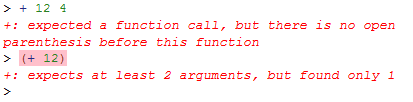 > + 12 4
+: expected a function call, but there is no open
parenthesis before this function
> (+ 12)
+: expects at least 2 arguments, but found only 1
>